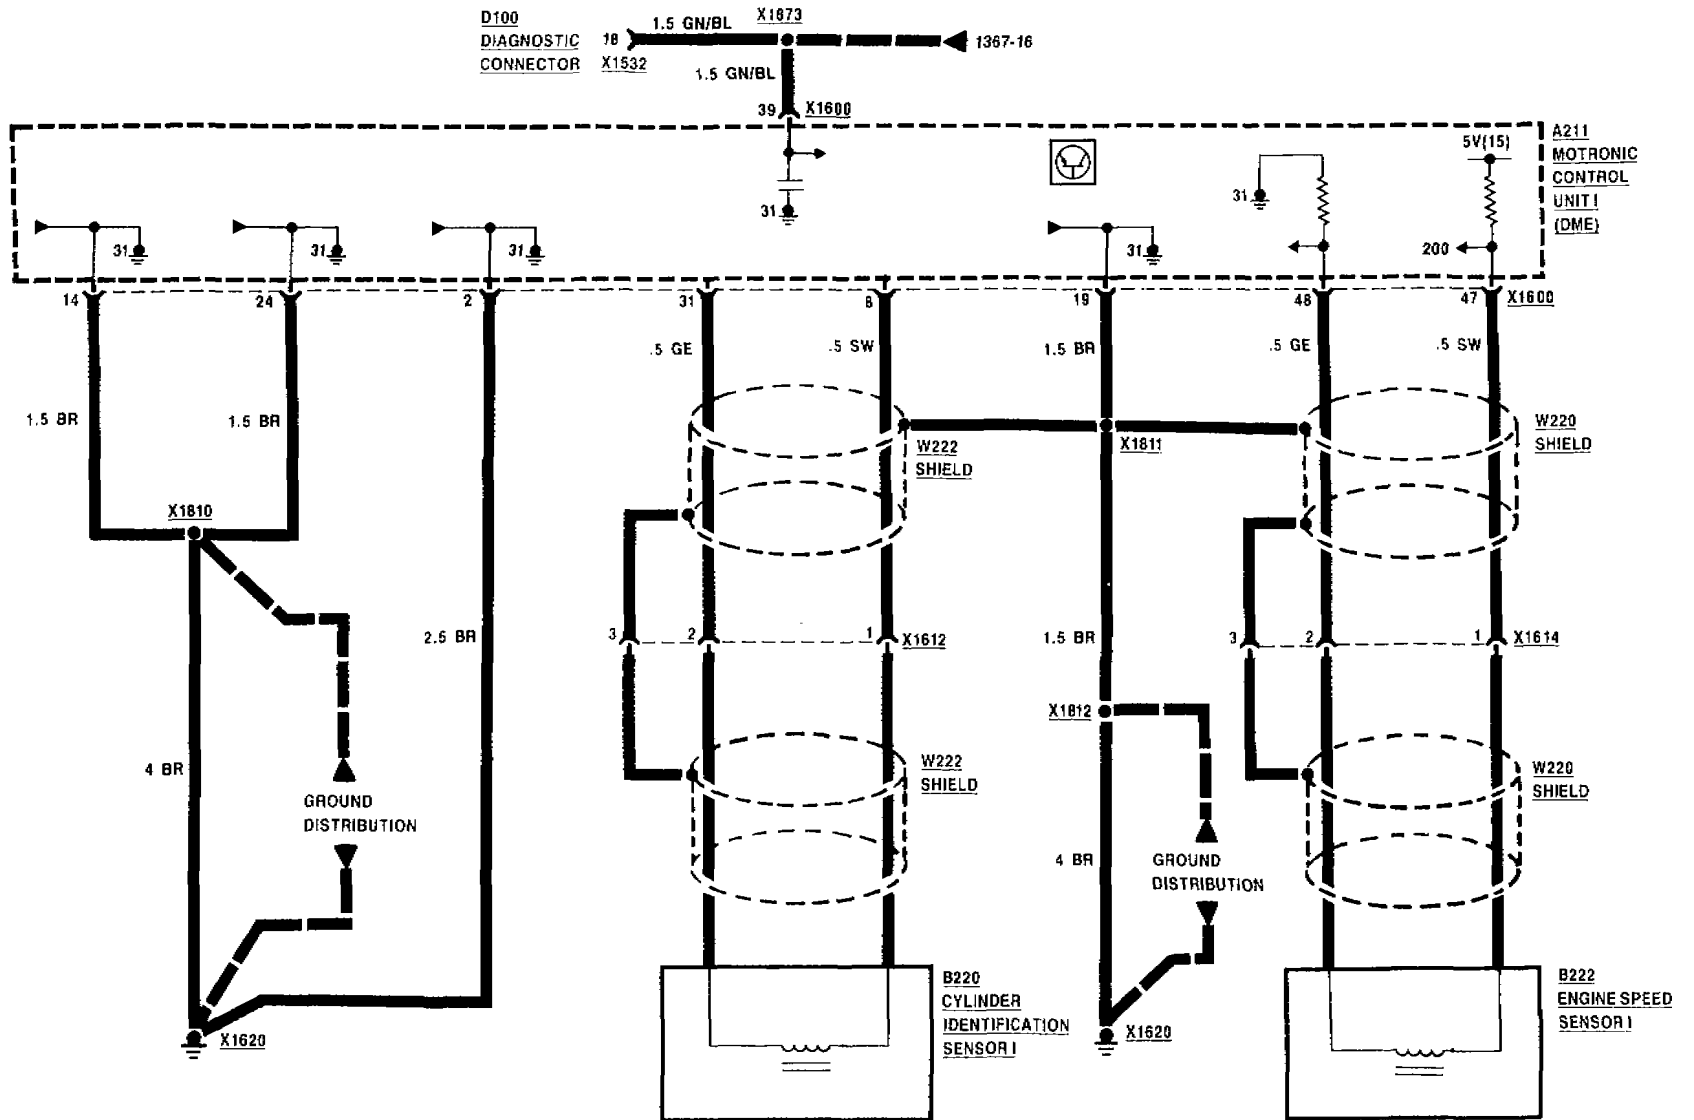 D100
DIAGNOSTIC
CONNECTOR
18
X1532
1.5 GN/BL
X1873
1367-16
1.5 GN/BL
39
X1600
A211
MOTRONIC
CONTROL
UNIT I
(DME)
5V(15)
31
31
200
31
31
31
31
14
24
2
31
8
19
48
47
X1600
.5 GE
.5 SW
1.5 BR
.5 GE
.5 SW
1.5 BR
1.5 BR
W222
SHIELD
X1811
W220
SHIELD
X1810
2.5 BR
3
2
1
X1612
1.5 BR
3
2
1
X1614
X1812
4 BR
W222
SHIELD
W220
SHIELD
GROUND
DISTRIBUTION
4 BR
GROUND
DISTRIBUTION
X1620
B220
CYLINDER
IDENTIFICATION
SENSOR I
X1620
B222
ENGINE SPEED
SENSOR I